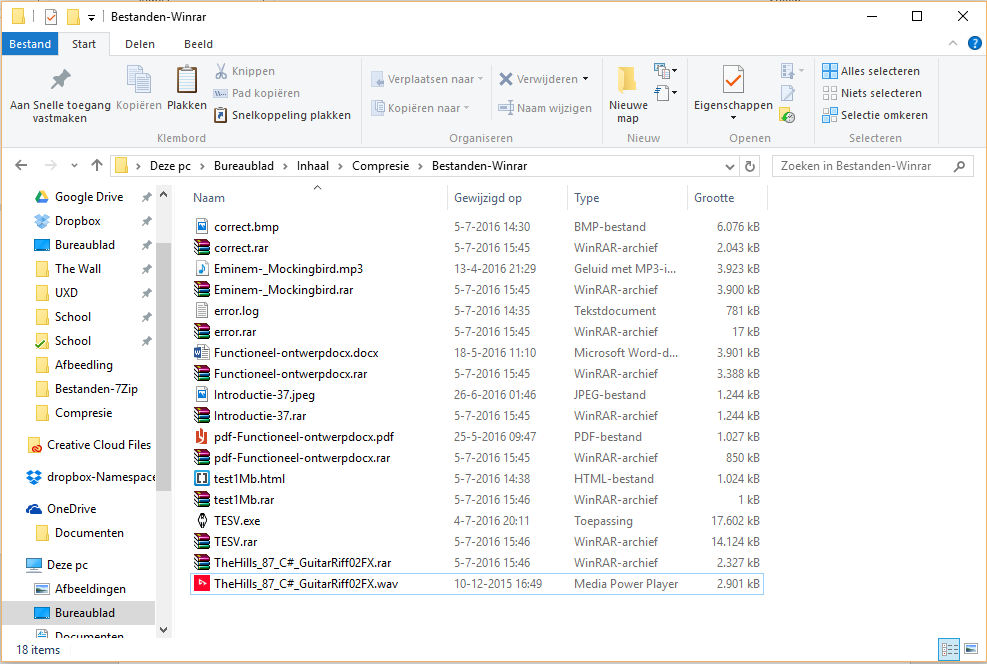 Bestanden-Winrar
Bestand Start Delen Beeld
Aan Snelle toegang vastmaken
Kopiëren
Plakken
Knippen
Pad kopiëren
Snelkoppeling plakken
Klembord
Verplaatsen naar
Kopiëren naar
Verwijderen
Naam wijzigen
Organiseren
Nieuwe map
Nieuw
Eigenschappen
Openen
Alles selecteren
Niets selecteren
Selectie omkeren
Selecteren
Deze pc > Bureaublad > Inhaal > Compresie > Bestanden-Winrar
Zoeken in Bestanden-Winrar
Google Drive
Dropbox
Bureaublad
The Wall
UXD
School
School
Afbeedling
Bestanden-7Zip
Compresie
Creative Cloud Files
dropbox-Namespace
OneDrive
Documenten
Deze pc
Afbeeldingen
Bureaublad
Documenten
Naam Gewijzigd op Type Grootte
correct.bmp 5-7-2016 14:30 BMP-bestand 6.076 kB
correct.rar 5-7-2016 15:45 WinRAR-archief 2.043 kB
Eminem-_Mockingbird.mp3 13-4-2016 21:29 Geluid met MP3-i... 3.923 kB
Eminem-_Mockingbird.rar 5-7-2016 15:45 WinRAR-archief 3.900 kB
error.log 5-7-2016 14:35 Tekstdocument 781 kB
error.rar 5-7-2016 15:45 WinRAR-archief 17 kB
Functioneel-ontwerpdocx.docx 18-5-2016 11:10 Microsoft Word-d... 3.901 kB
Functioneel-ontwerpdocx.rar 5-7-2016 15:45 WinRAR-archief 3.388 kB
Introductie-37.jpeg 26-6-2016 01:46 JPEG-bestand 1.244 kB
Introductie-37.rar 5-7-2016 15:45 WinRAR-archief 1.244 kB
pdf-Functioneel-ontwerpdocx.pdf 25-5-2016 09:47 PDF-bestand 1.027 kB
pdf-Functioneel-ontwerpdocx.rar 5-7-2016 15:45 WinRAR-archief 850 kB
test1Mb.html 5-7-2016 14:38 HTML-bestand 1.024 kB
test1Mb.rar 5-7-2016 15:46 WinRAR-archief 1 kB
TESV.exe 4-7-2016 20:11 Toepassing 17.602 kB
TESV.rar 5-7-2016 15:46 WinRAR-archief 14.124 kB
TheHills_87_C#_GuitarRiff02FX.rar 5-7-2016 15:46 WinRAR-archief 2.327 kB
TheHills_87_C#_GuitarRiff02FX.wav 10-12-2015 16:49 Media Power Player 2.901 kB
18 items